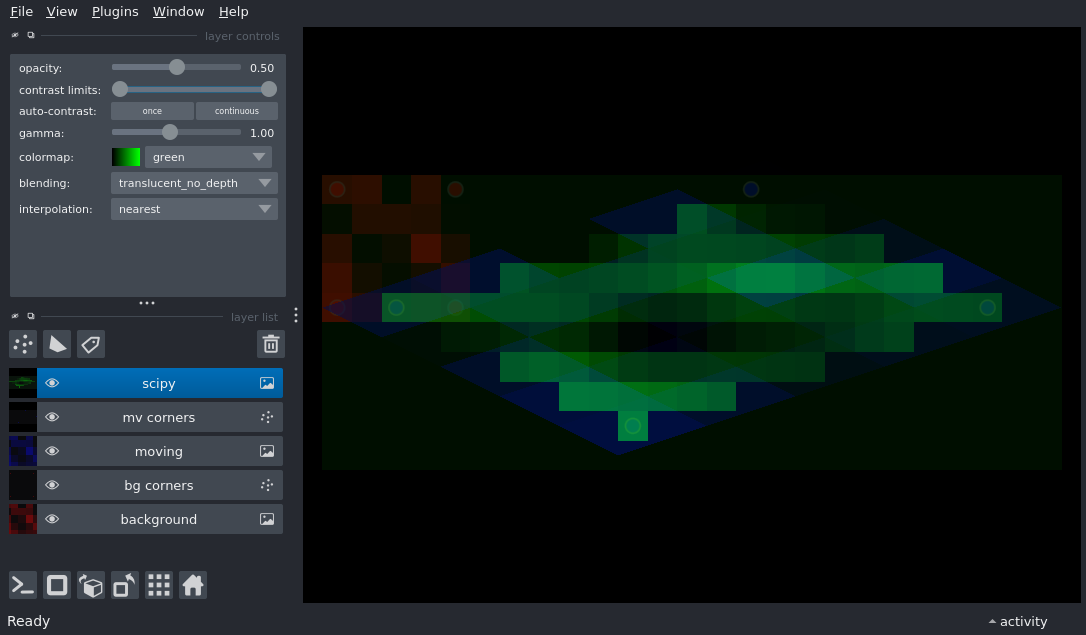 File View Plugins Window Help
layer controls
opacity: 0.50
contrast limits:
auto-contrast: once continuous
gamma: 1.00
colormap: green
blending: translucent_no_depth
interpolation: nearest
layer list
scipy
mv corners
moving
bg corners
background
Ready activity